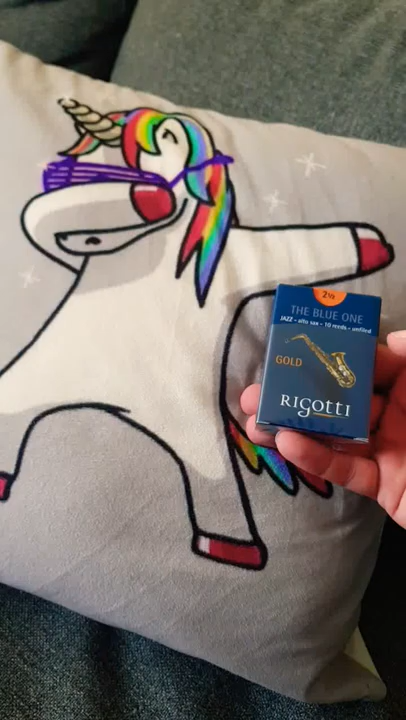 2½
THE BLUE ONE
JAZZ - alto sax - 10 reeds - unfiled
GOLD
RIGOTTI